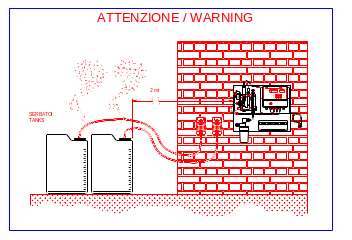 ATTENZIONE / WARNING
2 mt
SERBATOI
TANKS